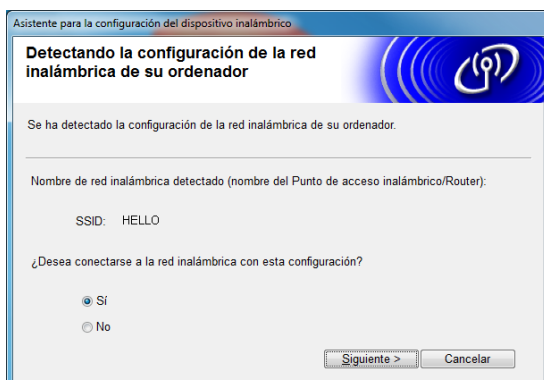 Asistente para la configuración del dispositivo inalámbrico
Detectando la configuración de la red
inalámbrica de su ordenador
Se ha detectado la configuración de la red inalámbrica de su ordenador.
Nombre de red inalámbrica detectado (nombre del Punto de acceso inalámbrico/Router):
SSID: HELLO
¿Desea conectarse a la red inalámbrica con esta configuración?
Sí
No
Siguiente >
Cancelar